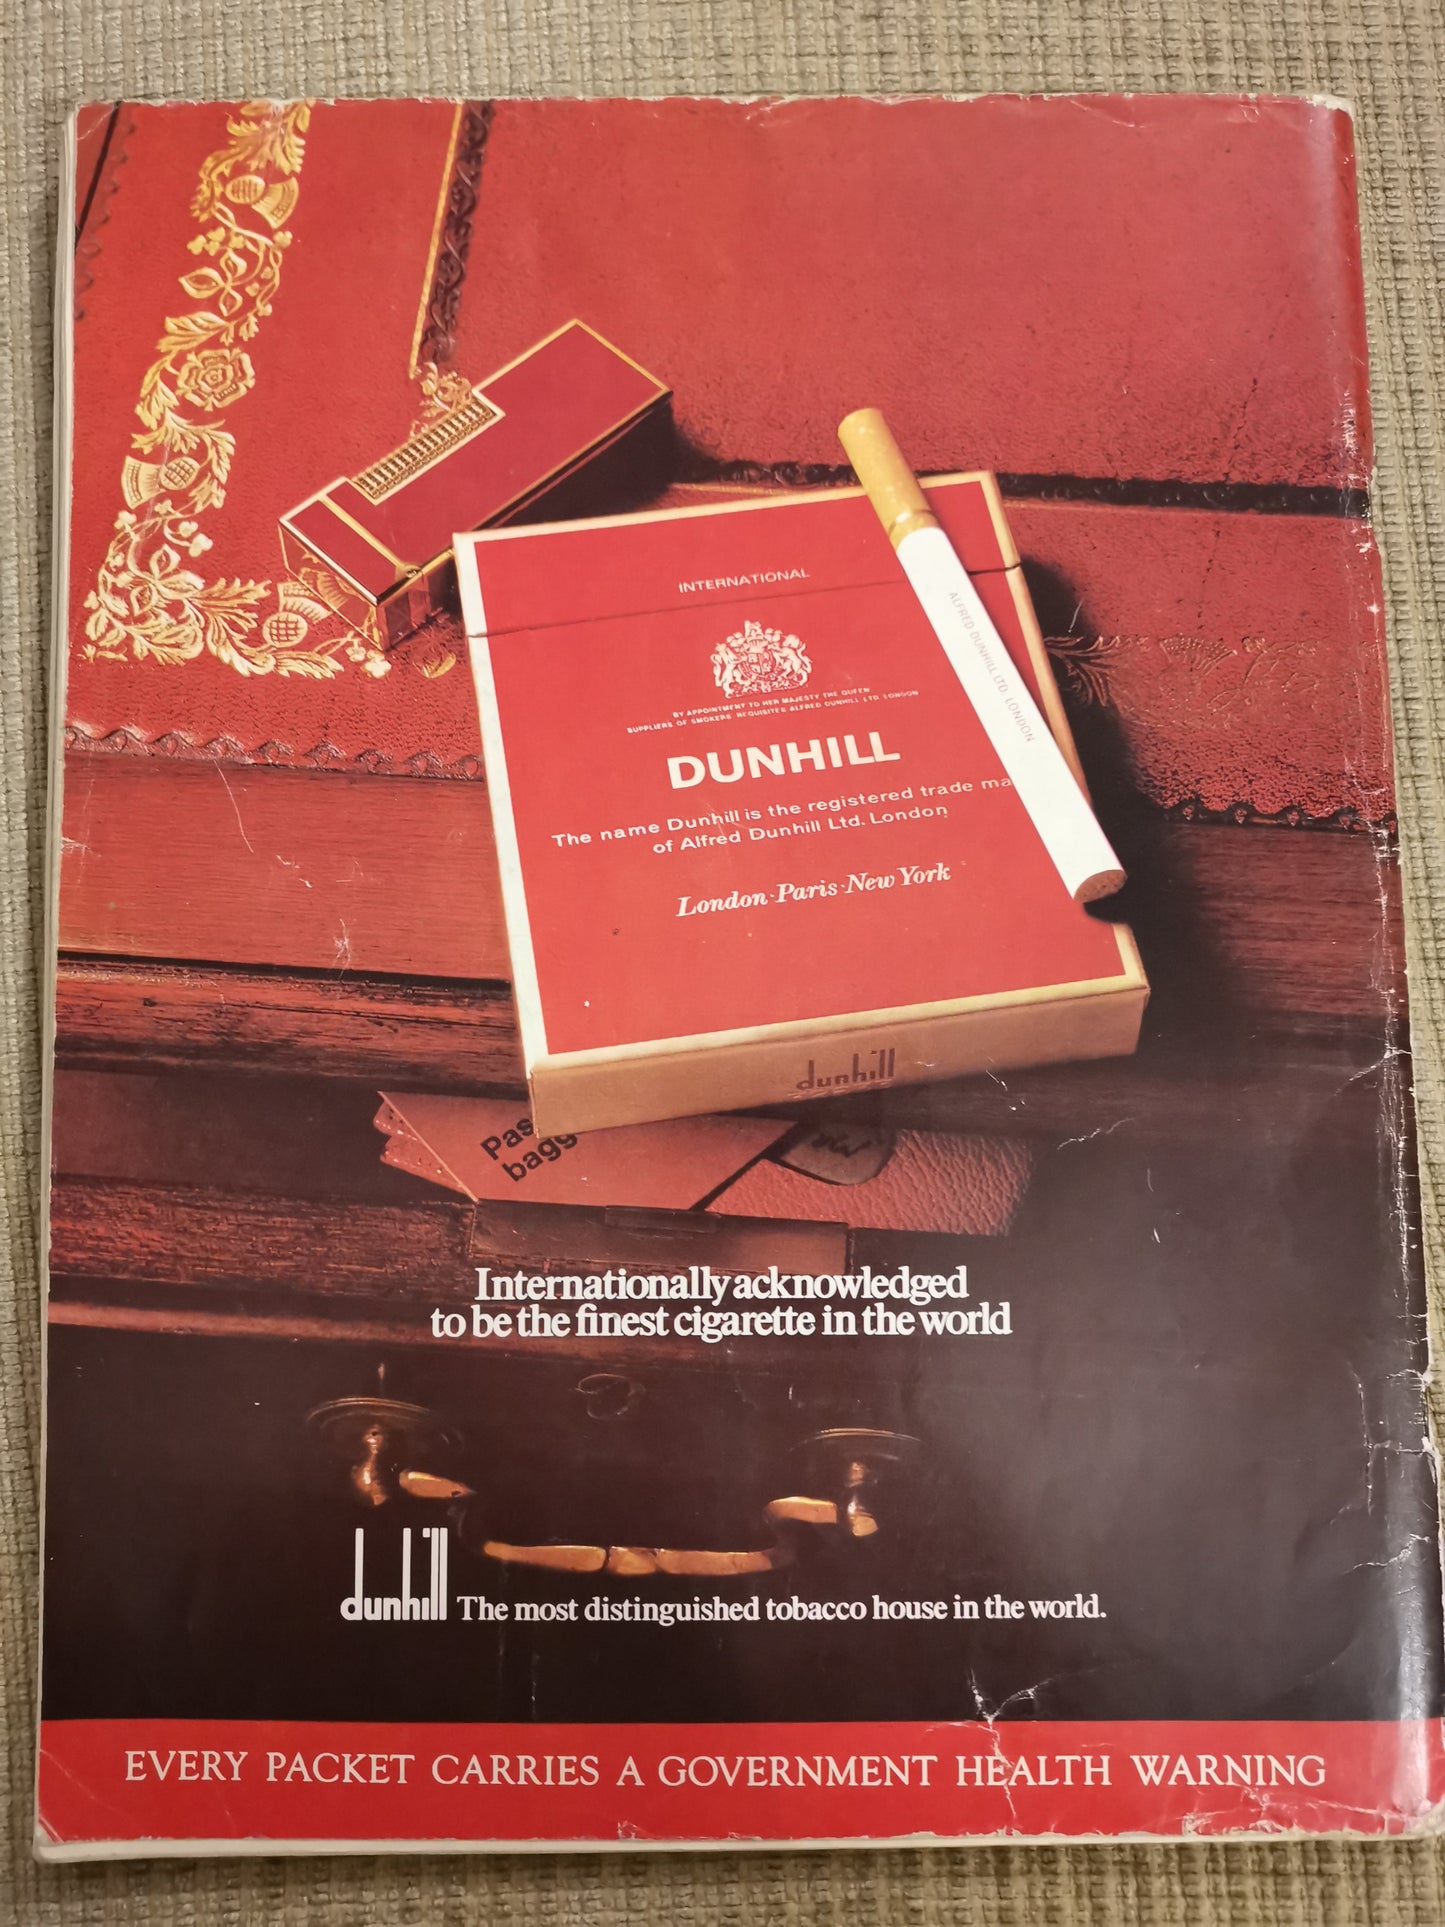 INTERNATIONAL
BY APPOINTMENT TO HER MAJESTY THE QUEEN
SUPPLIERS OF SMOKERS' REQUISITES ALFRED DUNHILL LTD. LONDON
DUNHILL
The name Dunhill is the registered trade ma
of Alfred Dunhill Ltd. London
London·Paris·New York
ALFRED DUNHILL LTD. LONDON
dunhill
Pas
bagg
Internationally acknowledged
to be the finest cigarette in the world
dunhill The most distinguished tobacco house in the world.
EVERY PACKET CARRIES A GOVERNMENT HEALTH WARNING